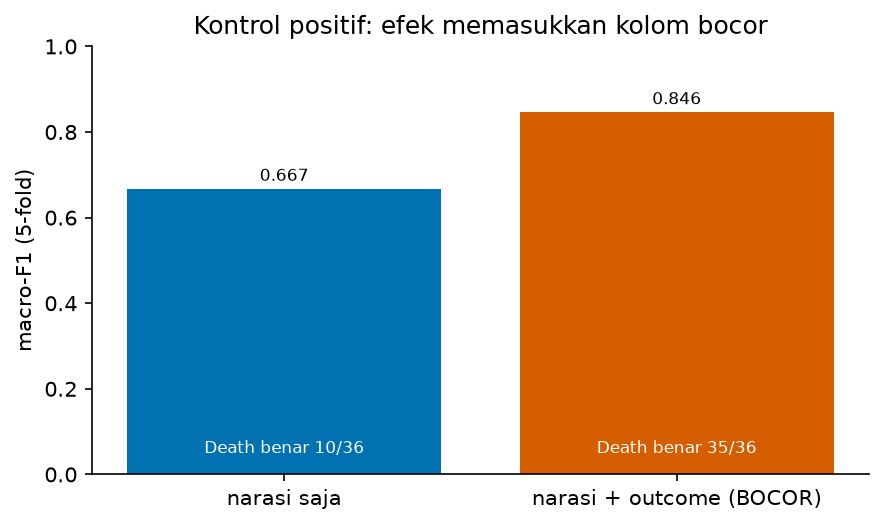 Kontrol positif: efek memasukkan kolom bocor
macro-F1 (5-fold)
1.0
0.8
0.6
0.4
0.2
0.0
0.667
0.846
Death benar 10/36
Death benar 35/36
narasi saja
narasi + outcome (BOCOR)